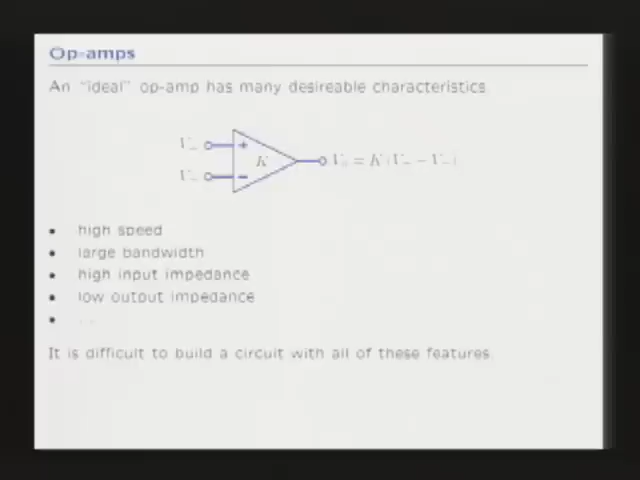 Op-amps
An "ideal" op-amp has many desireable characteristics
+
K
= K
−
• high speed
• large bandwidth
• high input impedance
• low output impedance
• ...
It is difficult to build a circuit with all of these features.